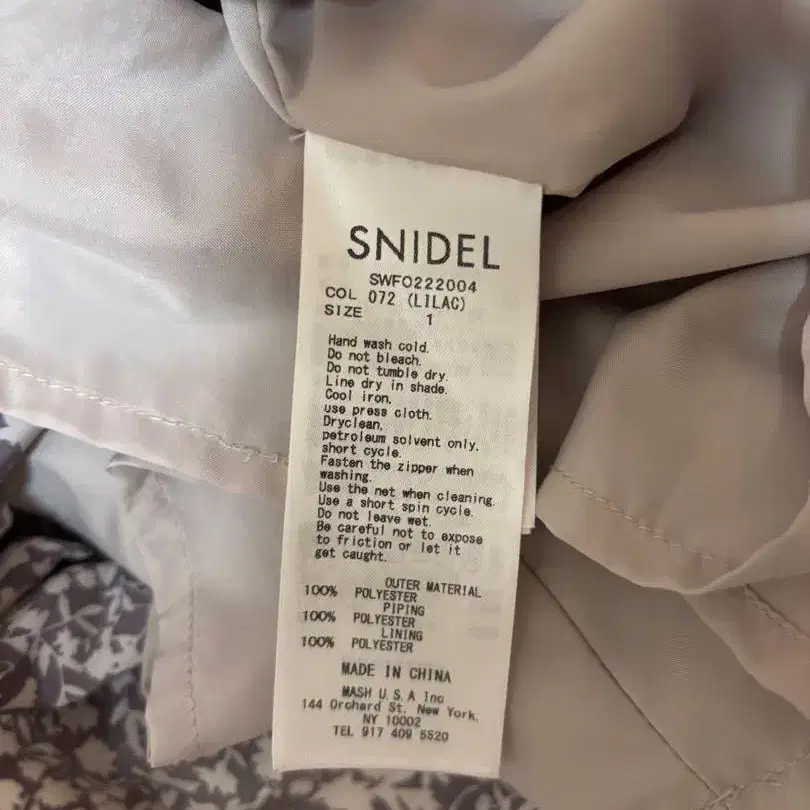 SNIDEL
SWFO222004
COL 072 (LILAC)
SIZE 1
Hand wash cold.
Do not bleach.
Do not tumble dry.
Line dry in shade.
Cool iron,
use press cloth.
Dryclean,
petroleum solvent only.
short cycle.
Fasten the zipper when
washing.
Use the net when cleaning.
Use a short spin cycle.
Do not leave wet.
Be careful not to expose
to friction or let it
get caught.
OUTER MATERIAL
100% POLYESTER
PIPING
100% POLYESTER
LINING
100% POLYESTER
MADE IN CHINA
MASH U.S.A Inc
144 Orchard St. New York,
NY 10002
TEL 917 409 5520